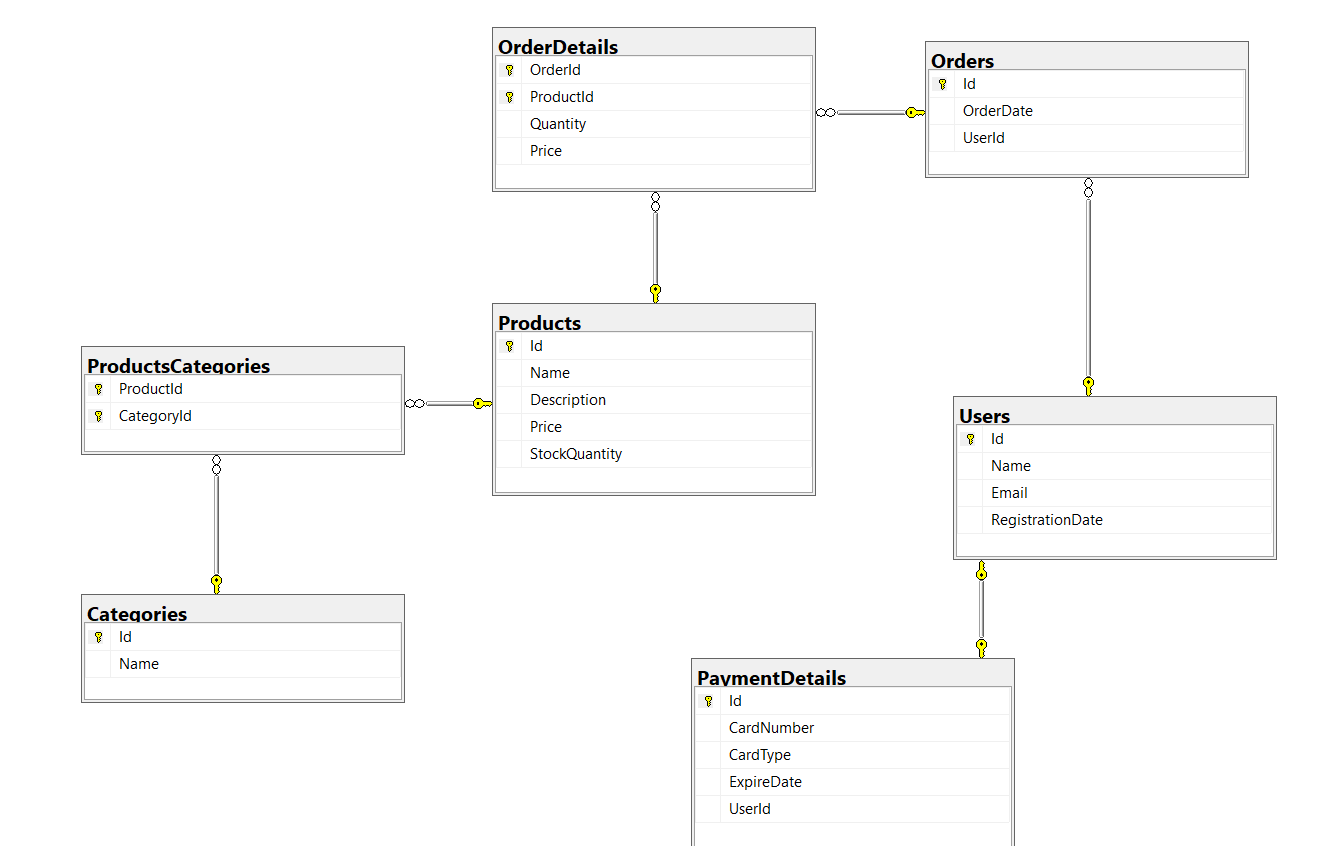 OrderDetails
OrderId
ProductId
Quantity
Price
Orders
Id
OrderDate
UserId
Products
Id
Name
Description
Price
StockQuantity
ProductsCategories
ProductId
CategoryId
Users
Id
Name
Email
RegistrationDate
Categories
Id
Name
PaymentDetails
Id
CardNumber
CardType
ExpireDate
UserId